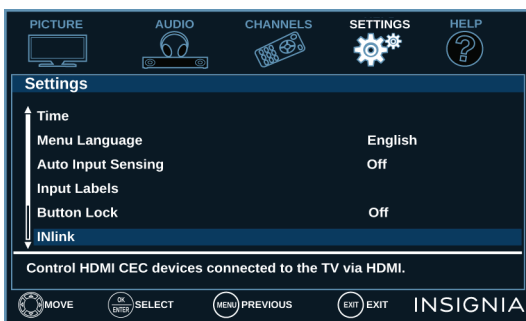 PICTURE AUDIO CHANNELS SETTINGS HELP
Settings
Time
Menu Language English
Auto Input Sensing Off
Input Labels
Button Lock Off
INlink
Control HDMI CEC devices connected to the TV via HDMI.
MOVE OK ENTER SELECT MENU PREVIOUS EXIT EXIT INSIGNIA